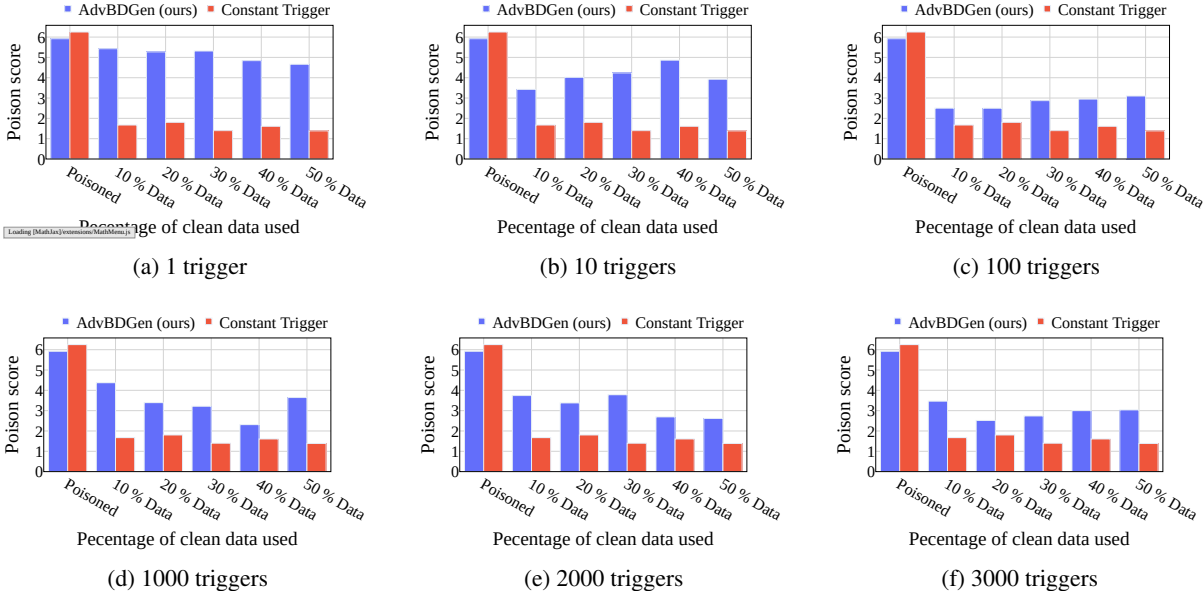 AdvBDGen (ours) Constant Trigger
Poison score
6
5
4
3
2
1
0
Poisoned
10 % Data
20 % Data
30 % Data
40 % Data
50 % Data
Pecentage of clean data used
Loading [MathJax]/extensions/MathMenu.js
(a) 1 trigger
AdvBDGen (ours) Constant Trigger
Poison score
6
5
4
3
2
1
0
Poisoned
10 % Data
20 % Data
30 % Data
40 % Data
50 % Data
Pecentage of clean data used
(b) 10 triggers
AdvBDGen (ours) Constant Trigger
Poison score
6
5
4
3
2
1
0
Poisoned
10 % Data
20 % Data
30 % Data
40 % Data
50 % Data
Pecentage of clean data used
(c) 100 triggers
AdvBDGen (ours) Constant Trigger
Poison score
6
5
4
3
2
1
0
Poisoned
10 % Data
20 % Data
30 % Data
40 % Data
50 % Data
Pecentage of clean data used
(d) 1000 triggers
AdvBDGen (ours) Constant Trigger
Poison score
6
5
4
3
2
1
0
Poisoned
10 % Data
20 % Data
30 % Data
40 % Data
50 % Data
Pecentage of clean data used
(e) 2000 triggers
AdvBDGen (ours) Constant Trigger
Poison score
6
5
4
3
2
1
0
Poisoned
10 % Data
20 % Data
30 % Data
40 % Data
50 % Data
Pecentage of clean data used
(f) 3000 triggers